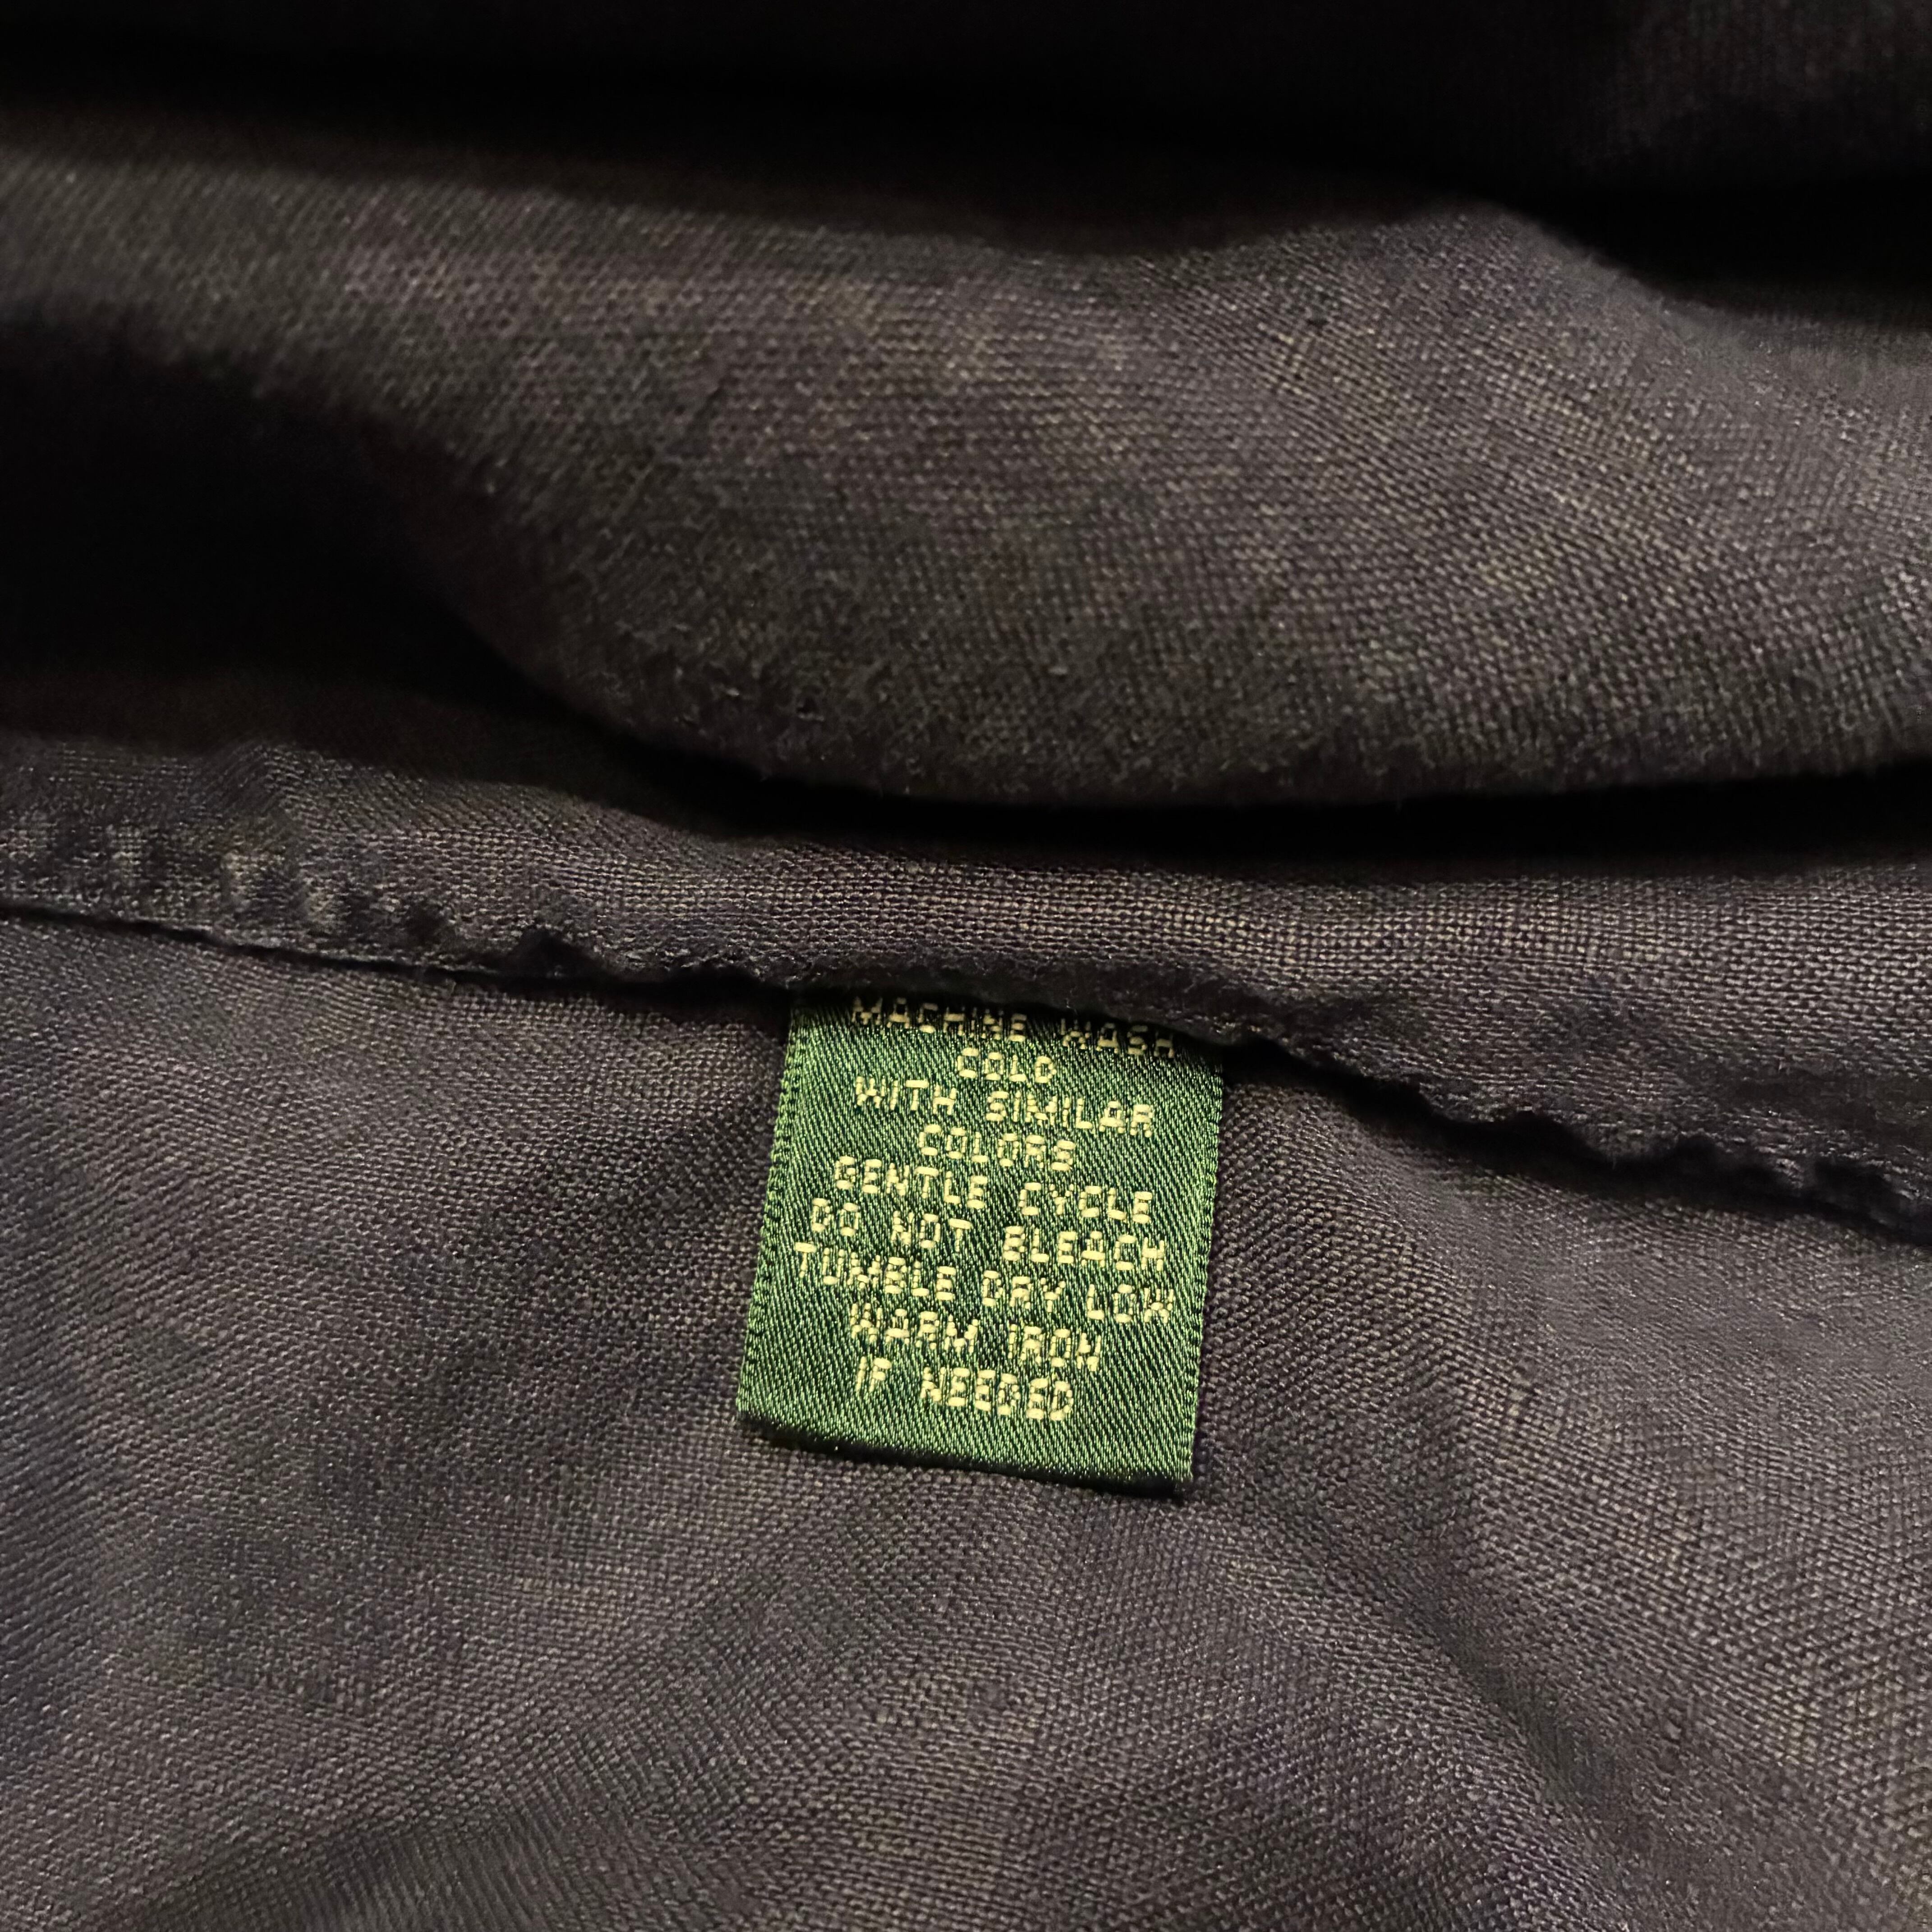 MACHINE WASH
COLD
WITH SIMILAR
COLORS
GENTLE CYCLE
DO NOT BLEACH
TUMBLE DRY LOW
WARM IRON
IF NEEDED